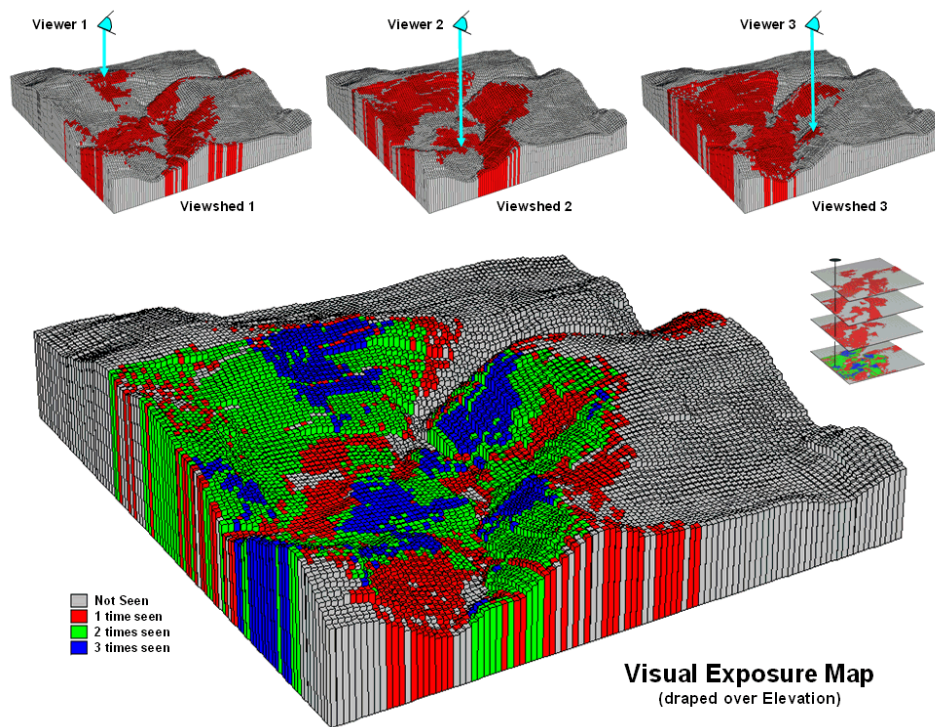 Viewer 1
Viewer 2
Viewer 3
Viewshed 1
Viewshed 2
Viewshed 3
Not Seen
1 time seen
2 times seen
3 times seen
Visual Exposure Map
(draped over Elevation)